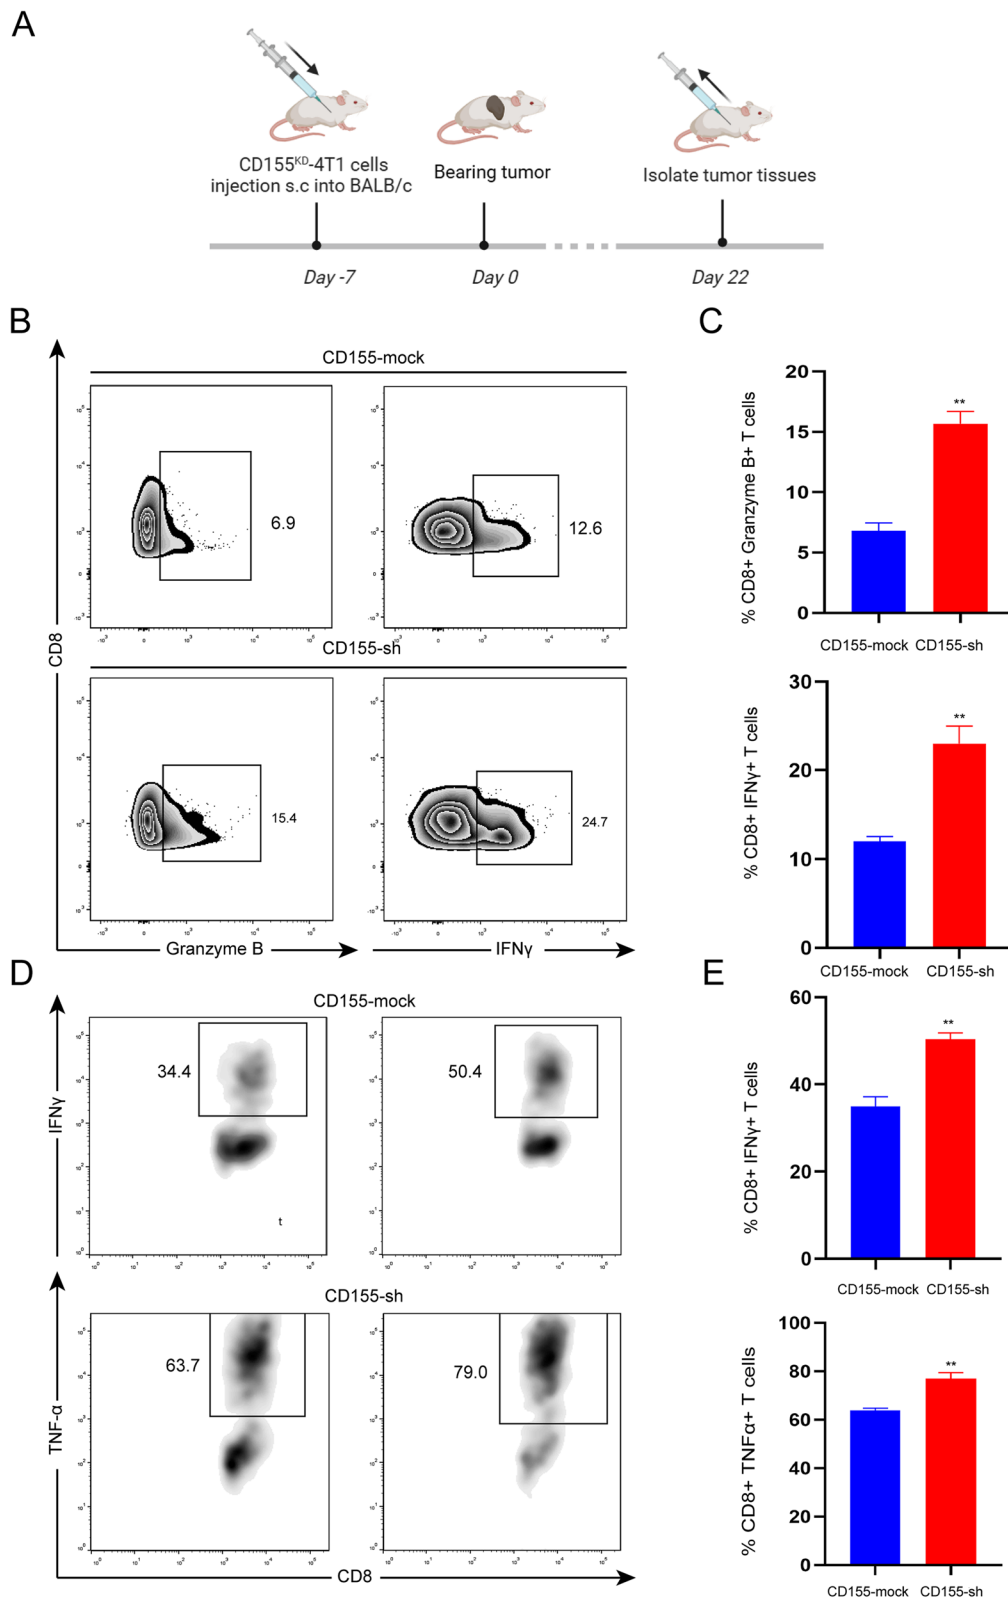 A
CD155KD-4T1 cells
injection s.c into BALB/c
Bearing tumor
Isolate tumor tissues
Day -7
Day 0
Day 22
B
CD155-mock
6.9
12.6
CD155-sh
15.4
24.7
CD8
Granzyme B
IFNγ
C
% CD8+ Granzyme B+ T cells
20
15
10
5
0
**
CD155-mock
CD155-sh
% CD8+ IFNγ+ T cells
30
20
10
0
**
CD155-mock
CD155-sh
D
CD155-mock
IFNγ
34.4
50.4
t
CD155-sh
TNF-α
63.7
79.0
CD8
E
% CD8+ IFNγ+ T cells
60
40
20
0
**
CD155-mock
CD155-sh
% CD8+ TNFα+ T cells
100
80
60
40
20
0
**
CD155-mock
CD155-sh